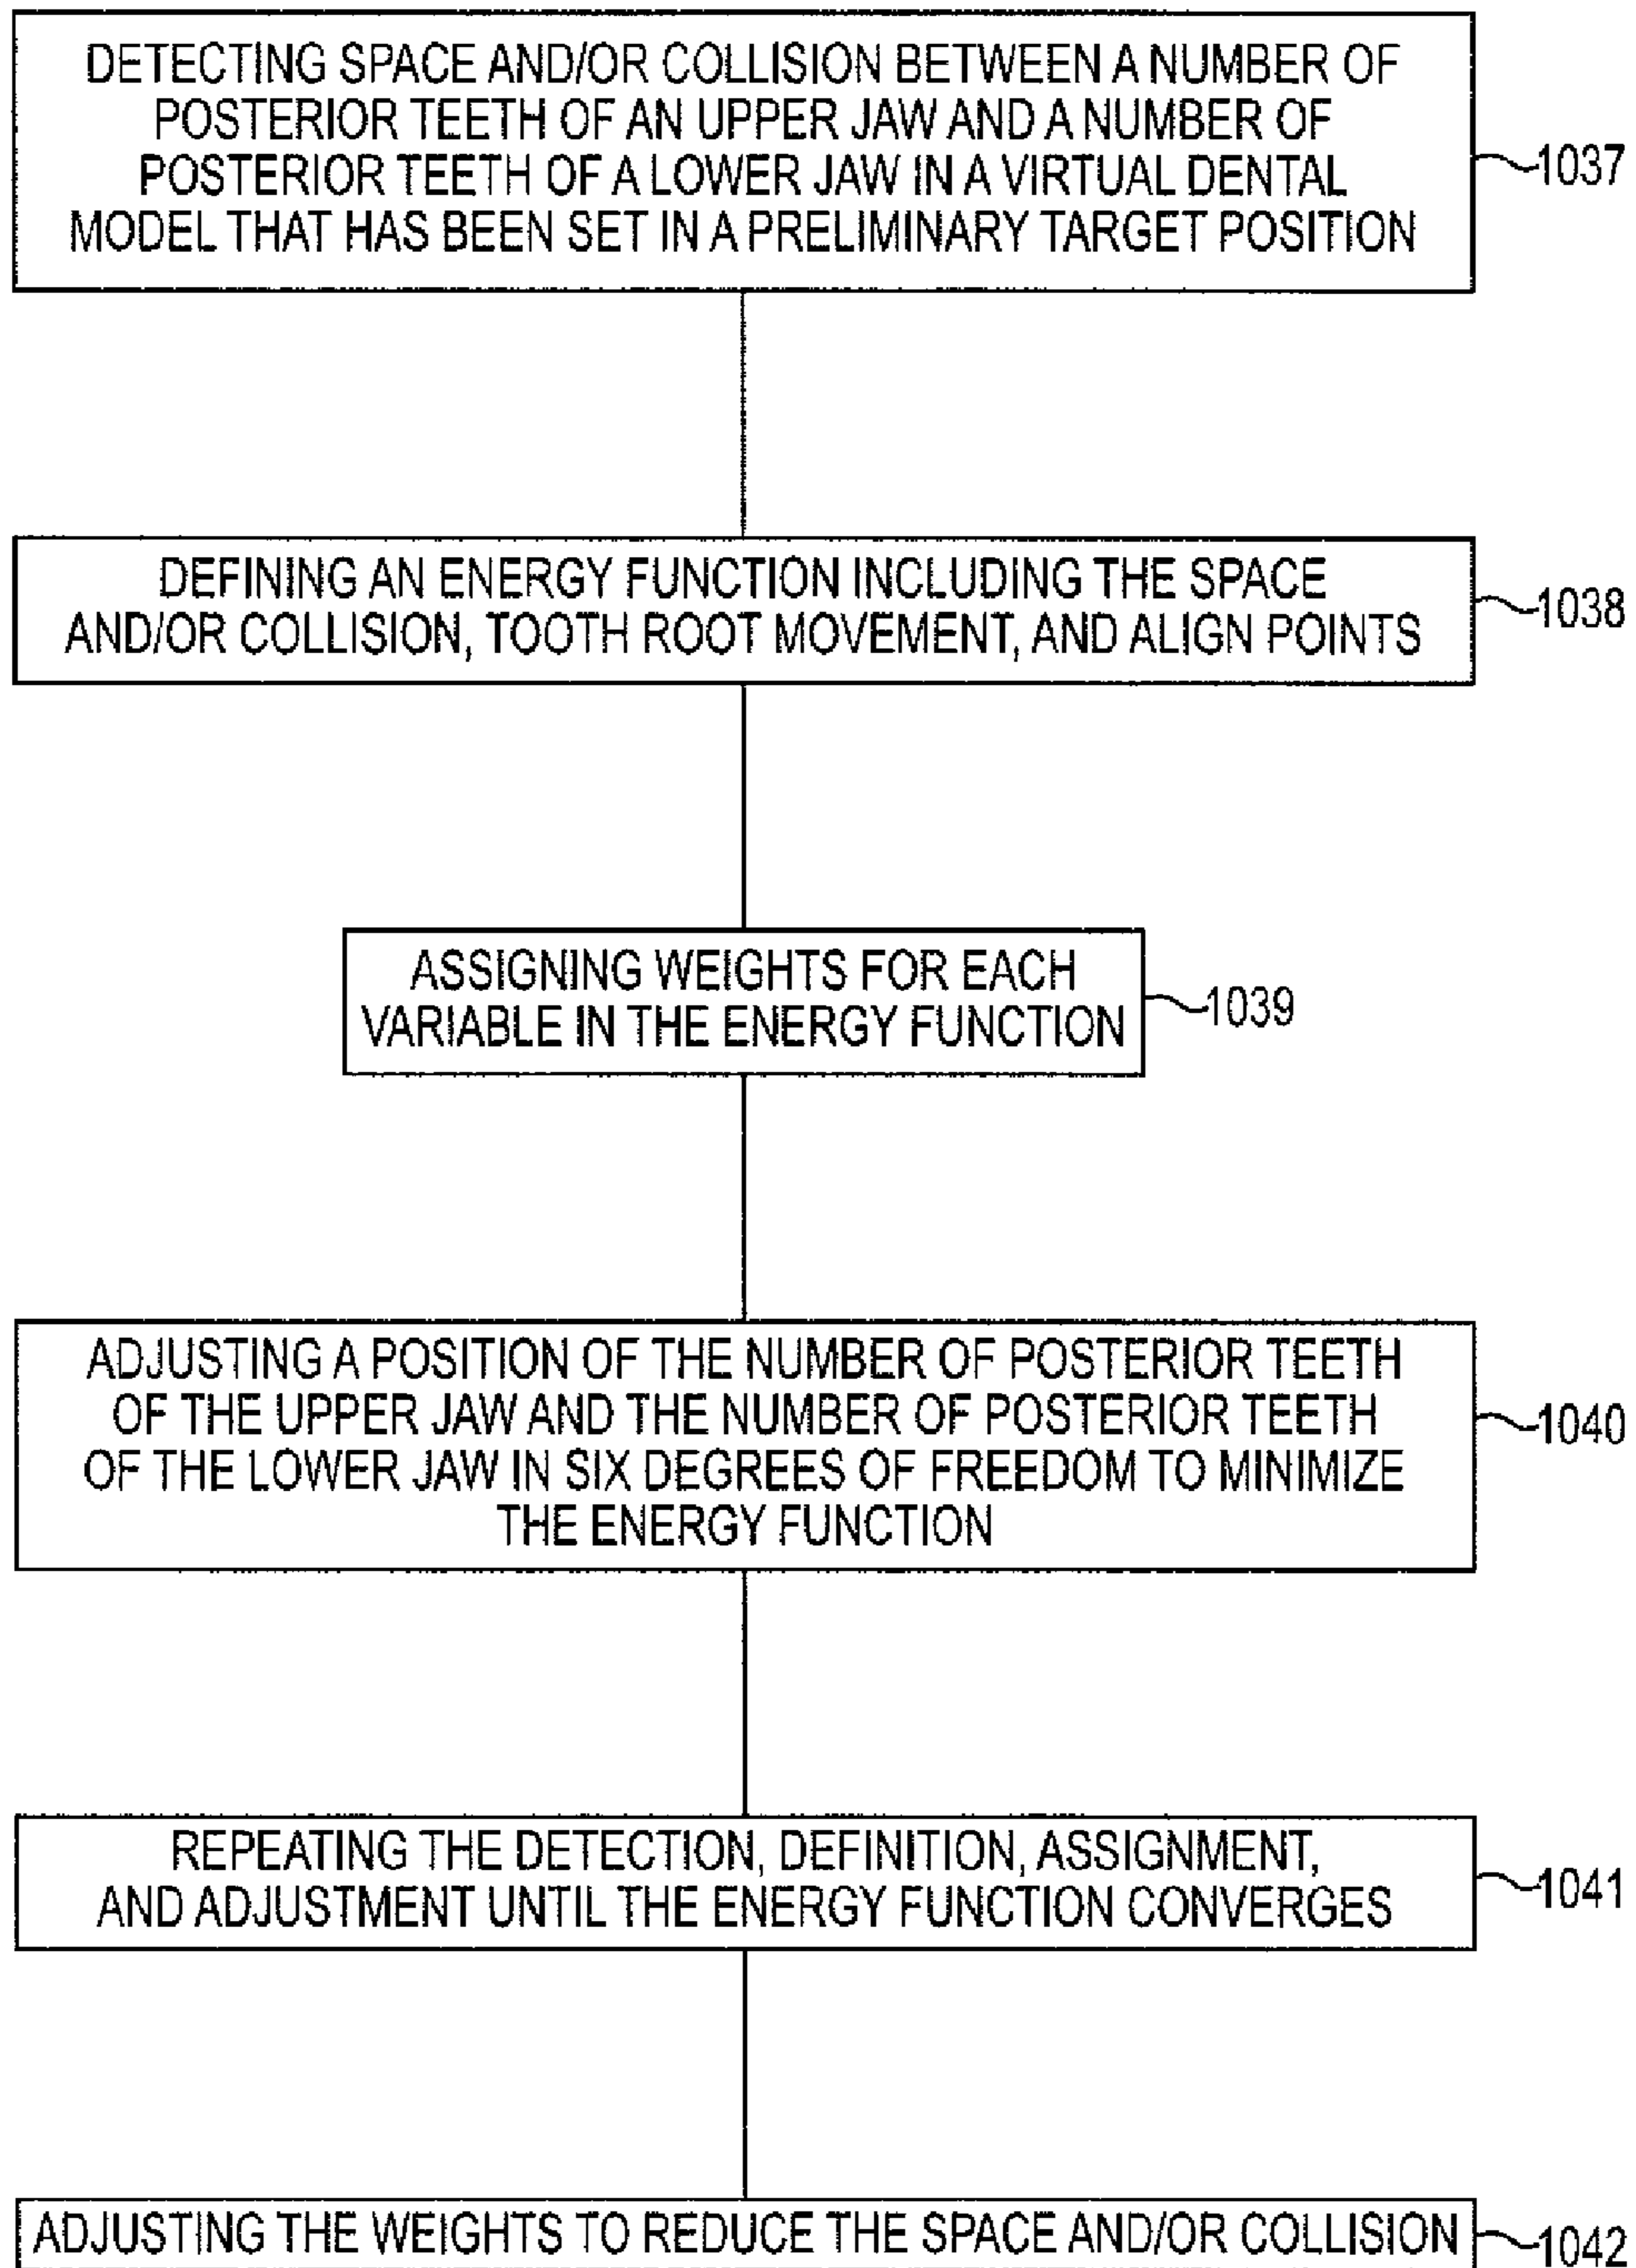 DETECTING SPACE AND/OR COLLISION BETWEEN A NUMBER OF
POSTERIOR TEETH OF AN UPPER JAW AND A NUMBER OF
POSTERIOR TEETH OF A LOWER JAW IN A VIRTUAL DENTAL
MODEL THAT HAS BEEN SET IN A PRELIMINARY TARGET POSITION
1037
DEFINING AN ENERGY FUNCTION INCLUDING THE SPACE
AND/OR COLLISION, TOOTH ROOT MOVEMENT, AND ALIGN POINTS
1038
ASSIGNING WEIGHTS FOR EACH
VARIABLE IN THE ENERGY FUNCTION
1039
ADJUSTING A POSITION OF THE NUMBER OF POSTERIOR TEETH
OF THE UPPER JAW AND THE NUMBER OF POSTERIOR TEETH
OF THE LOWER JAW IN SIX DEGREES OF FREEDOM TO MINIMIZE
THE ENERGY FUNCTION
1040
REPEATING THE DETECTION, DEFINITION, ASSIGNMENT,
AND ADJUSTMENT UNTIL THE ENERGY FUNCTION CONVERGES
1041
ADJUSTING THE WEIGHTS TO REDUCE THE SPACE AND/OR COLLISION
1042